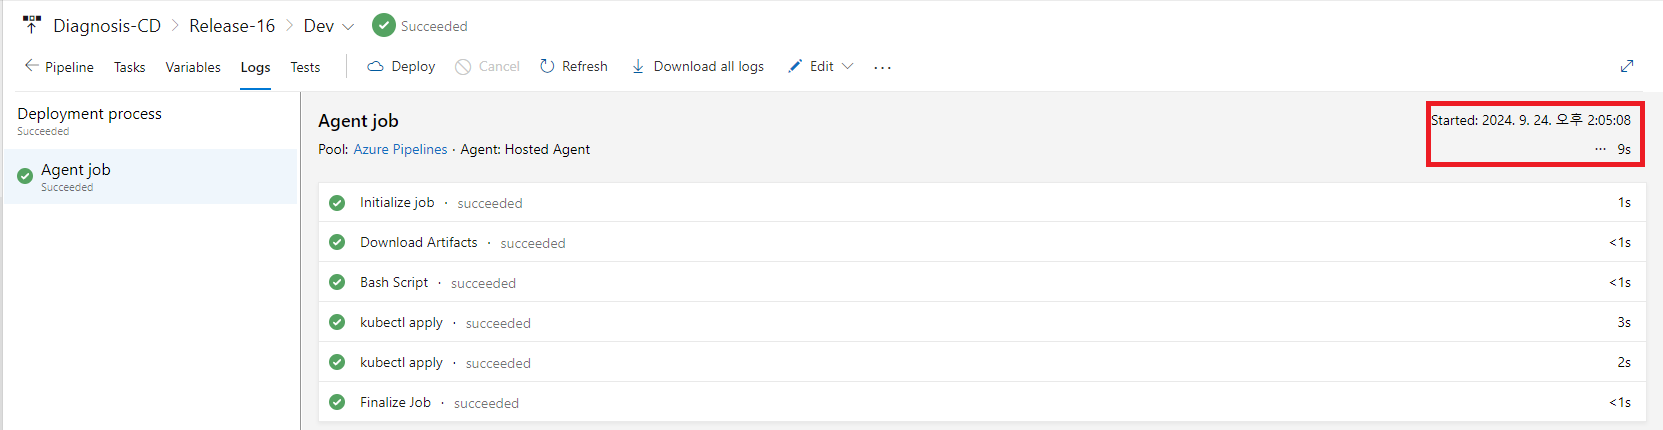 Diagnosis-CD > Release-16 > Dev Succeeded
Pipeline Tasks Variables Logs Tests Deploy Cancel Refresh Download all logs Edit ...
Deployment process
Succeeded
Agent job
Succeeded
Agent job
Started: 2024. 9. 24. 오후 2:05:08
Pool: Azure Pipelines · Agent: Hosted Agent
... 9s
Initialize job · succeeded 1s
Download Artifacts · succeeded <1s
Bash Script · succeeded <1s
kubectl apply · succeeded 3s
kubectl apply · succeeded 2s
Finalize Job · succeeded <1s